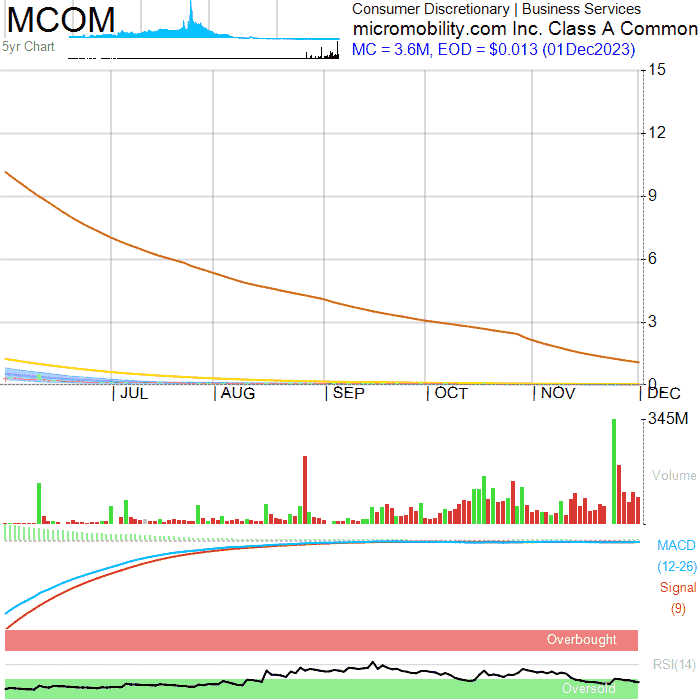 MCOM
Consumer Discretionary | Business Services
micromobility.com Inc. Class A Common
5yr Chart
MC = 3.6M, EOD = $0.013 (01Dec2023)
15
12
9
6
3
0
JUL
AUG
SEP
OCT
NOV
DEC
345M
Volume
MACD
(12-26)
Signal
(9)
Overbought
RSI(14)
Oversold